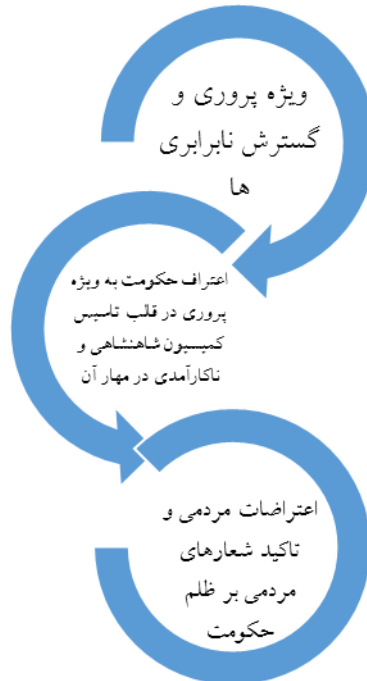 ویژه پروری و
گسترش نابرابری
ها
اعتراف حکومت به ویژه
پروری در قالب تاسیس
کمیسیون شاهنشاهی و
ناکارآمدی در مهار آن
اعتراضات مردمی و
تاکید شعارهای
مردمی بر ظلم
حکومت